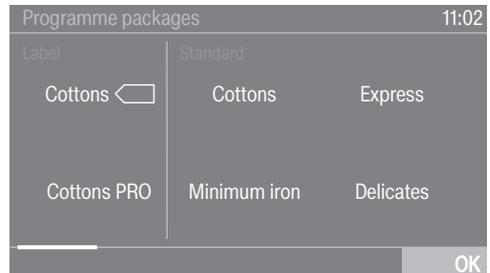 Programme packages 11:02
Label Standard
Cottons Cottons Express
Cottons PRO Minimum iron Delicates
OK